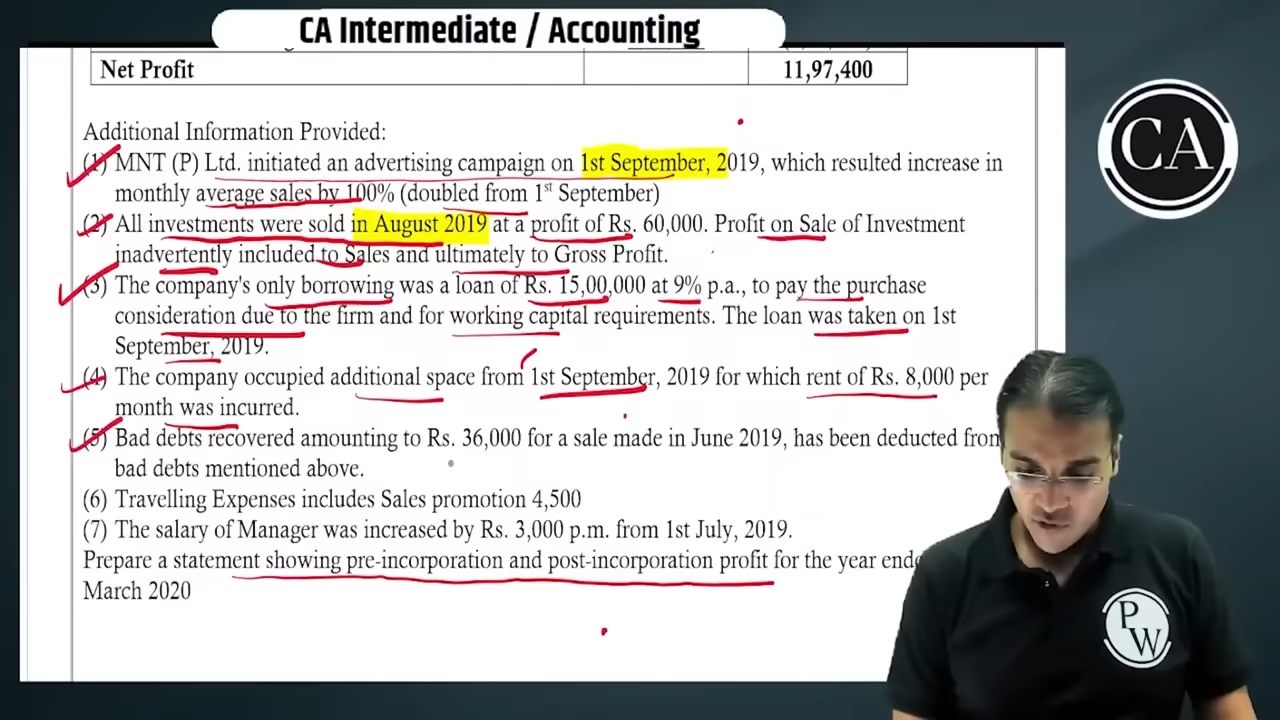 CA Intermediate / Accounting
Net Profit 11,97,400
Additional Information Provided:
(1) MNT (P) Ltd. initiated an advertising campaign on 1st September, 2019, which resulted increase in
monthly average sales by 100% (doubled from 1st September)
(2) All investments were sold in August 2019 at a profit of Rs. 60,000. Profit on Sale of Investment
inadvertently included to Sales and ultimately to Gross Profit.
(3) The company's only borrowing was a loan of Rs. 15,00,000 at 9% p.a., to pay the purchase
consideration due to the firm and for working capital requirements. The loan was taken on 1st
September, 2019.
(4) The company occupied additional space from 1st September, 2019 for which rent of Rs. 8,000 per
month was incurred.
(5) Bad debts recovered amounting to Rs. 36,000 for a sale made in June 2019, has been deducted from
bad debts mentioned above.
(6) Travelling Expenses includes Sales promotion 4,500
(7) The salary of Manager was increased by Rs. 3,000 p.m. from 1st July, 2019.
Prepare a statement showing pre-incorporation and post-incorporation profit for the year ende
March 2020
CA
P
W